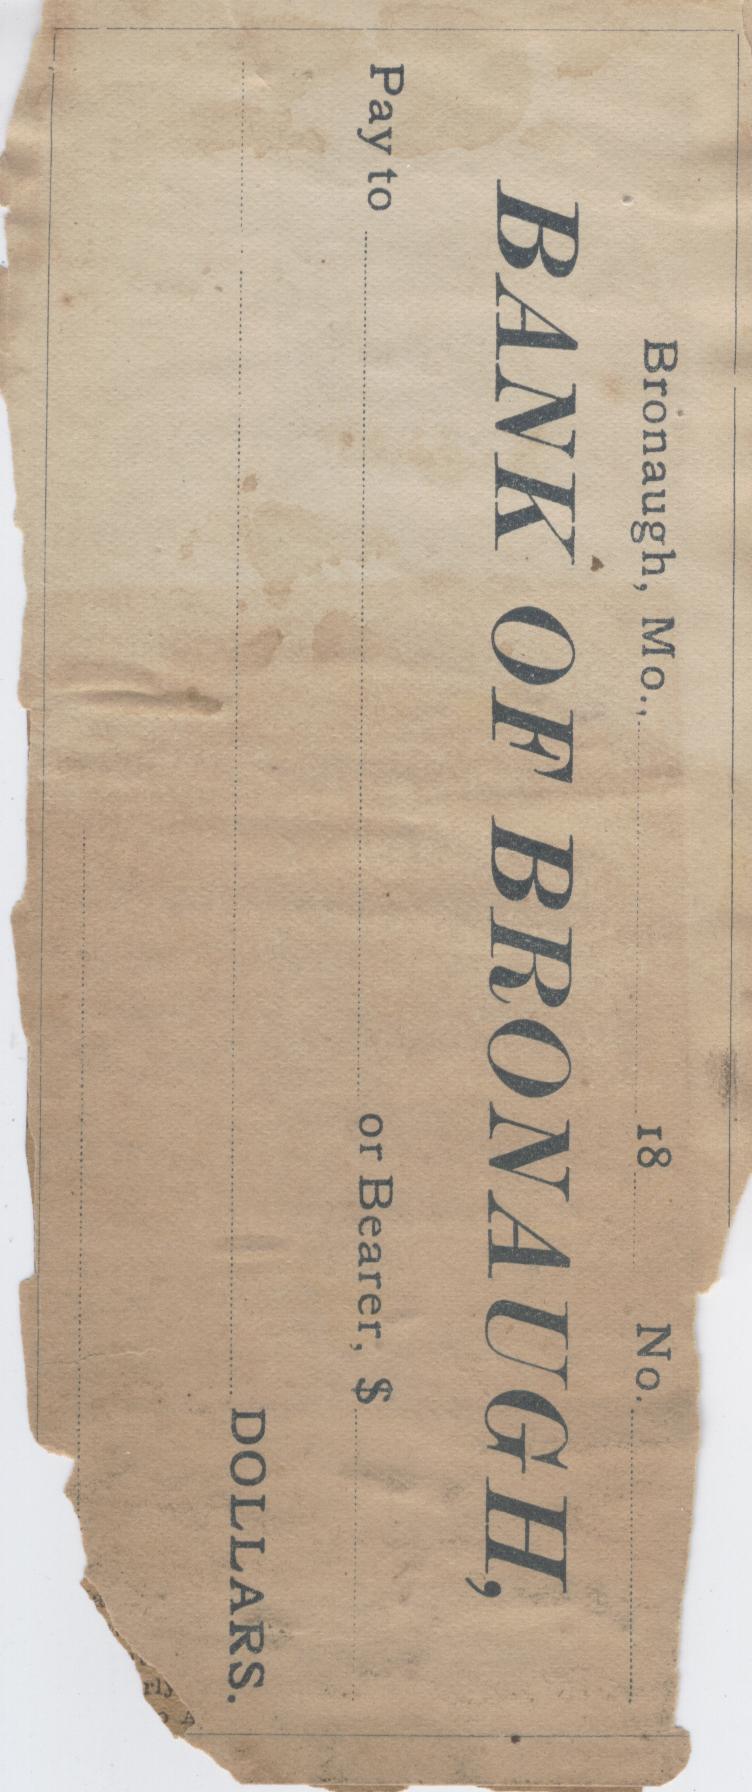 Bronaugh, Mo., 18 No.
BANK OF BRONAUGH,
Pay to or Bearer, $
DOLLARS.